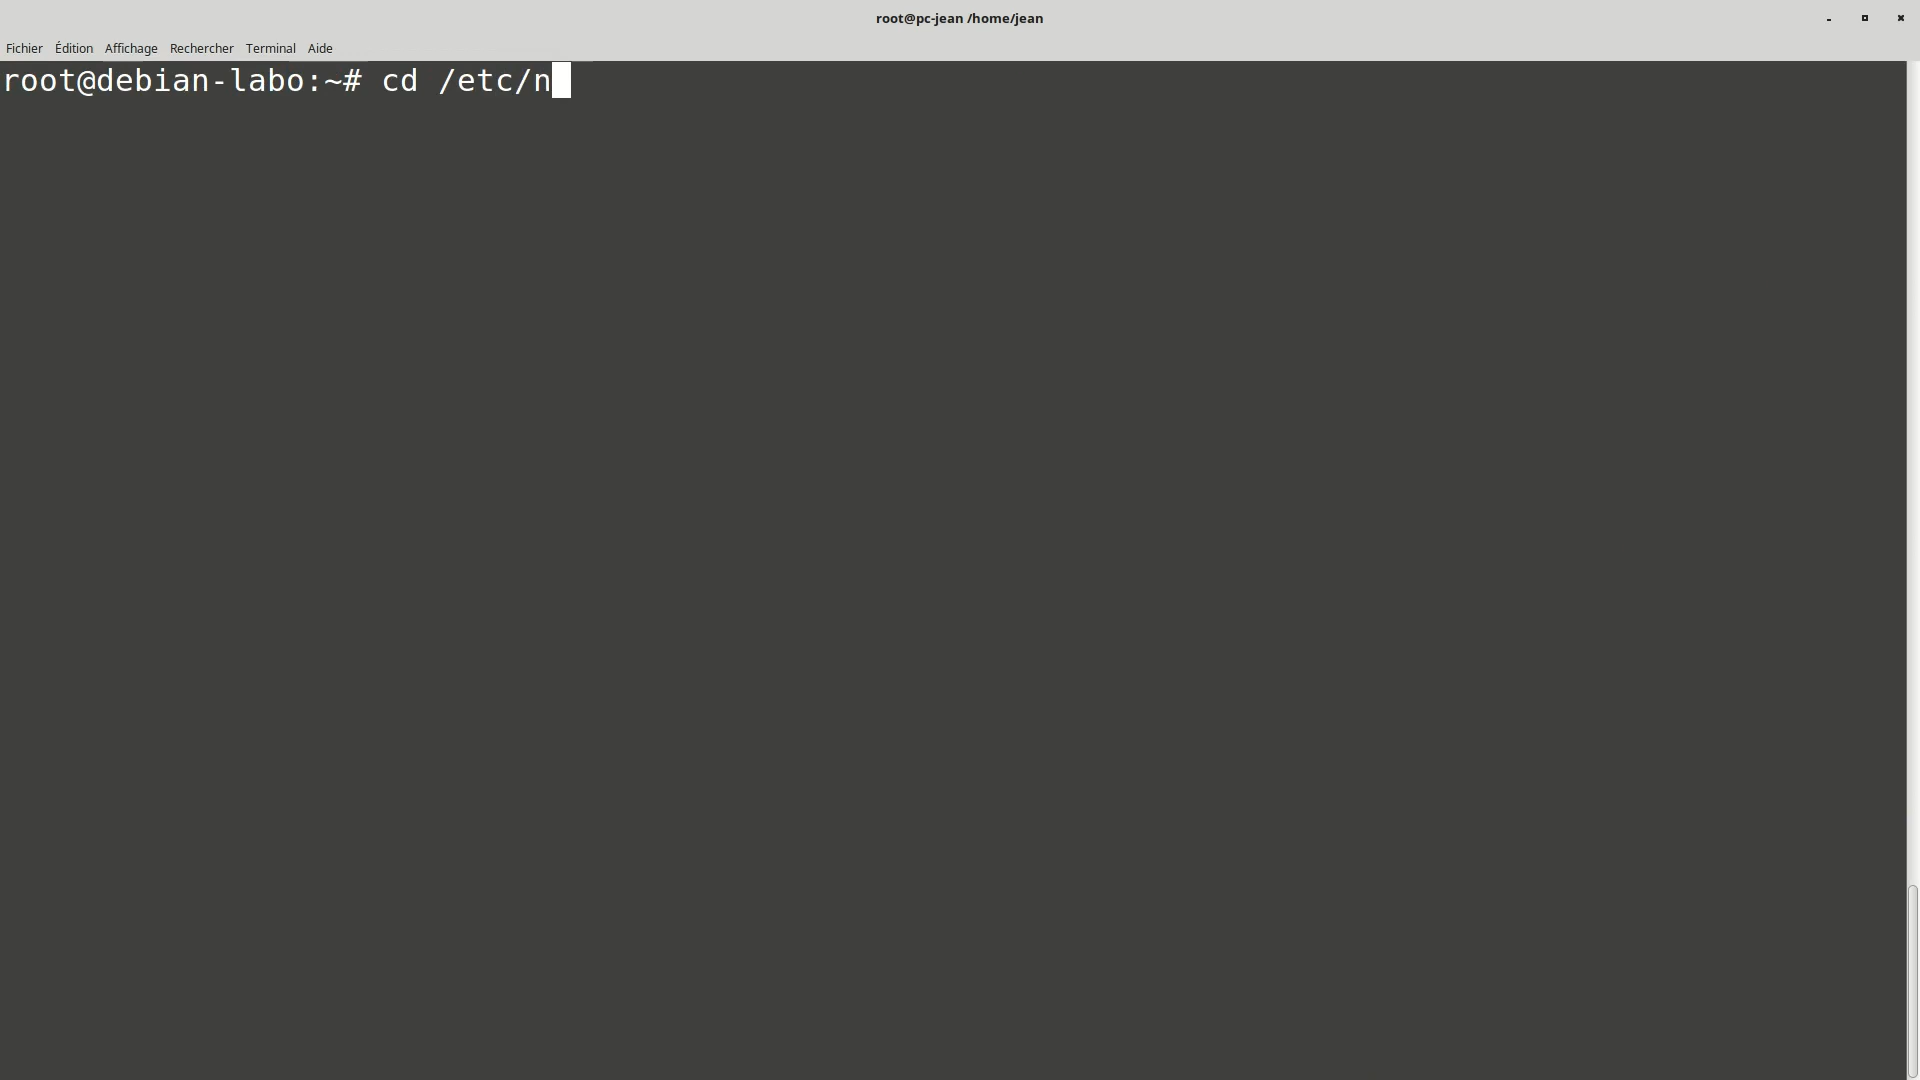 root@pc-jean /home/jean
Fichier Édition Affichage Rechercher Terminal Aide
root@debian-labo:~# cd /etc/n